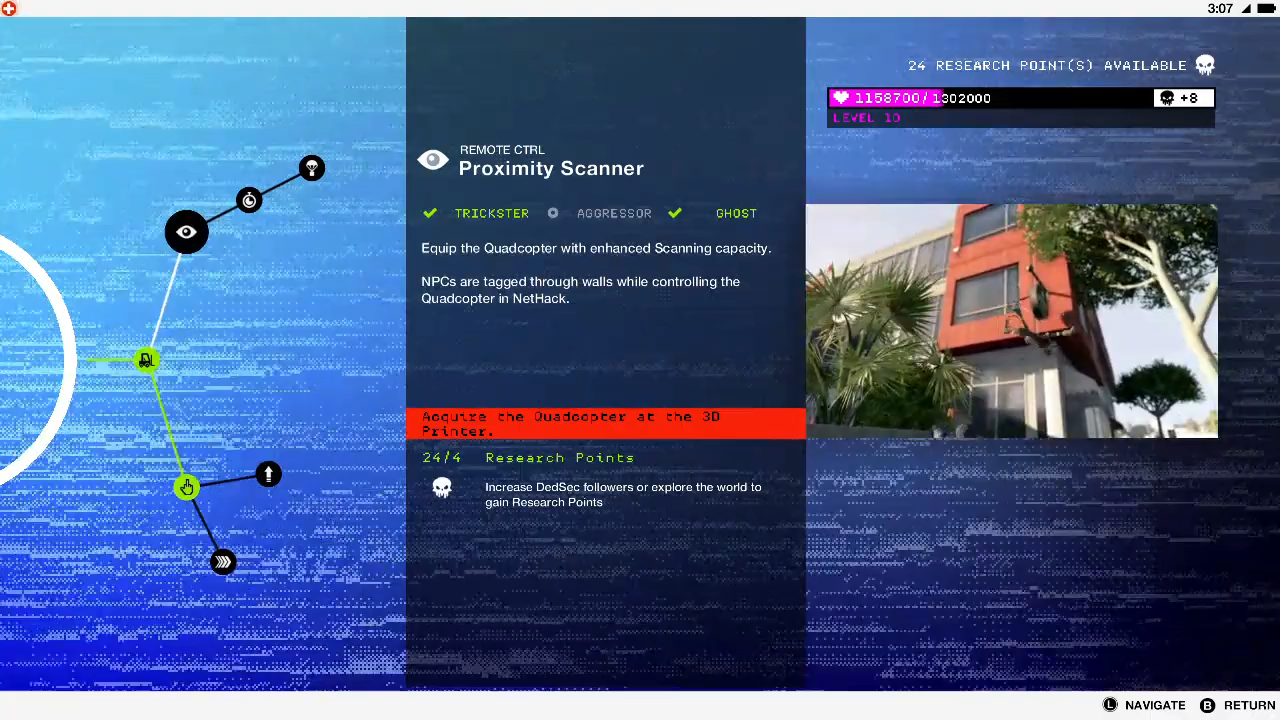 3:07
24 RESEARCH POINT(S) AVAILABLE
1158700/1302000
+8
LEVEL 10
REMOTE CTRL
Proximity Scanner
TRICKSTER AGGRESSOR GHOST
Equip the Quadcopter with enhanced Scanning capacity.
NPCs are tagged through walls while controlling the
Quadcopter in NetHack.
Acquire the Quadcopter at the 3D
Printer.
24/4 Research Points
Increase DedSec followers or explore the world to
gain Research Points
L NAVIGATE B RETURN